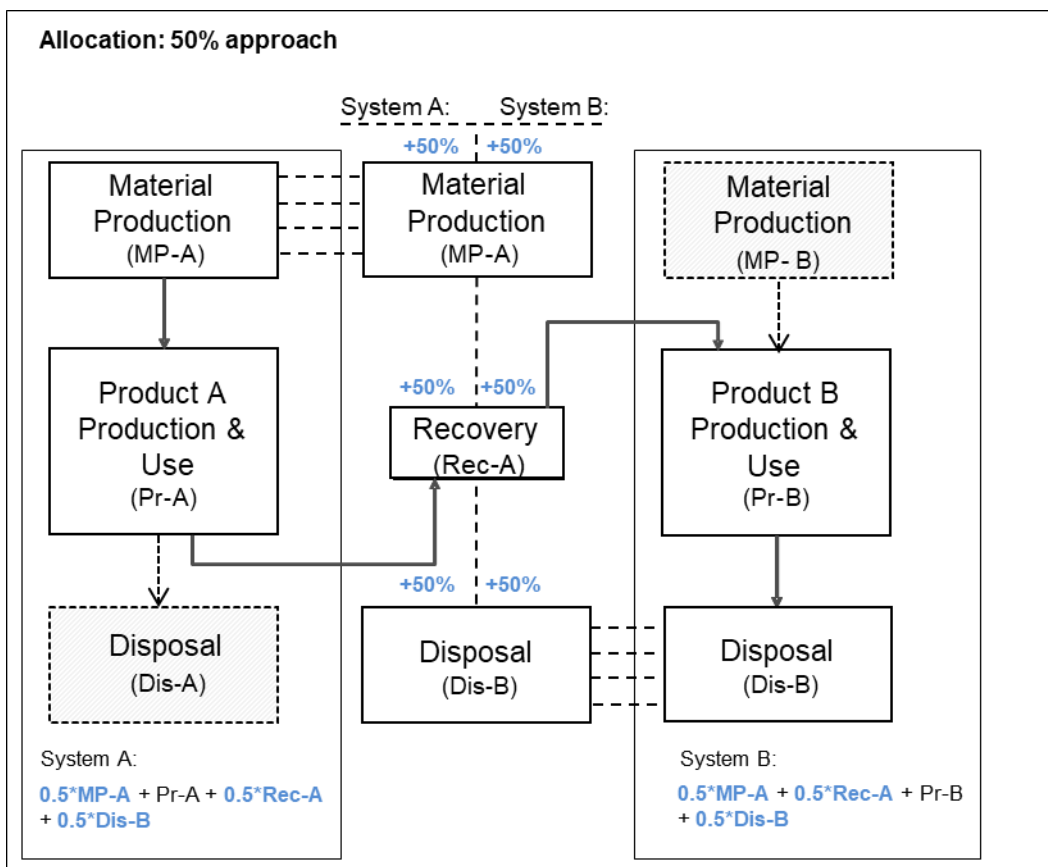 Allocation: 50% approach
System A:
System B:
+50%
+50%
Material
Production
(MP-A)
Material
Production
(MP-A)
Material
Production
(MP- B)
Product A
Production &
Use
(Pr-A)
+50%
+50%
Recovery
(Rec-A)
Product B
Production &
Use
(Pr-B)
+50%
+50%
Disposal
(Dis-A)
Disposal
(Dis-B)
Disposal
(Dis-B)
System A:
0.5*MP-A + Pr-A + 0.5*Rec-A
+ 0.5*Dis-B
System B:
0.5*MP-A + 0.5*Rec-A + Pr-B
+ 0.5*Dis-B